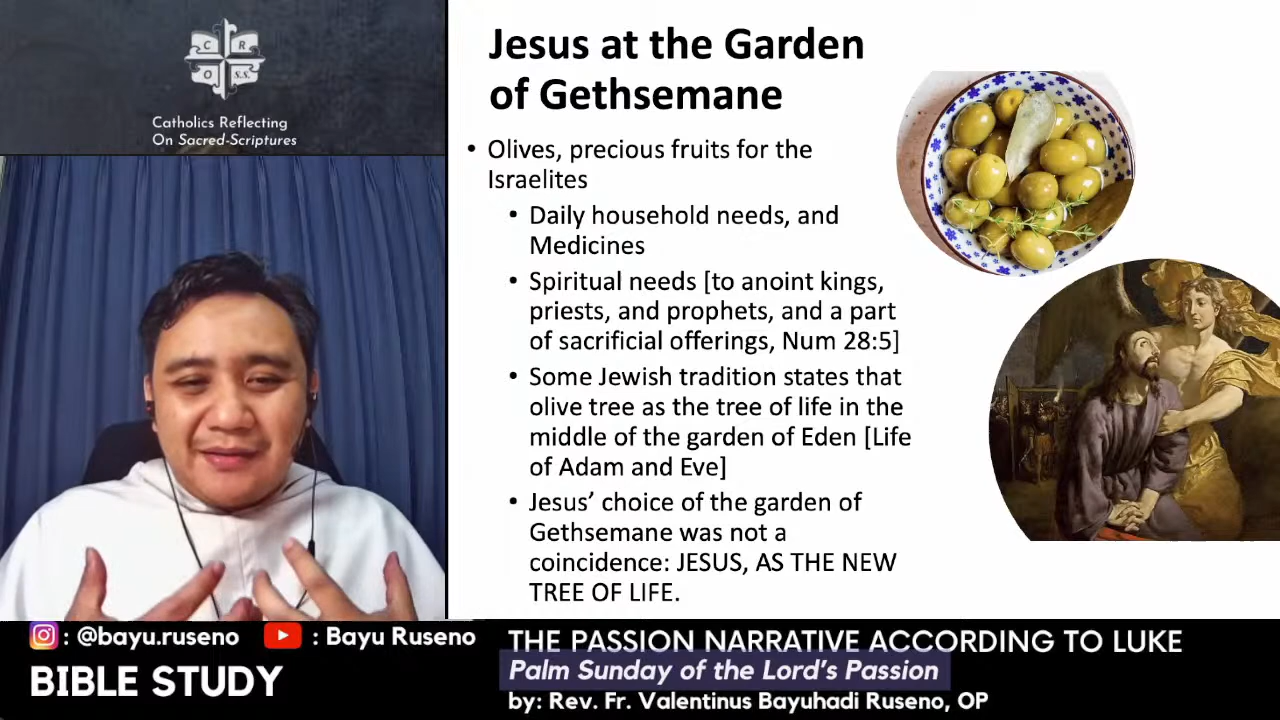 C R
O S.S.
Catholics Reflecting
On Sacred-Scriptures
Jesus at the Garden
of Gethsemane
• Olives, precious fruits for the
Israelites
• Daily household needs, and
Medicines
• Spiritual needs [to anoint kings,
priests, and prophets, and a part
of sacrificial offerings, Num 28:5]
• Some Jewish tradition states that
olive tree as the tree of life in the
middle of the garden of Eden [Life
of Adam and Eve]
• Jesus’ choice of the garden of
Gethsemane was not a
coincidence: JESUS, AS THE NEW
TREE OF LIFE.
: @bayu.ruseno : Bayu Ruseno
BIBLE STUDY
THE PASSION NARRATIVE ACCORDING TO LUKE
Palm Sunday of the Lord’s Passion
by: Rev. Fr. Valentinus Bayuhadi Ruseno, OP